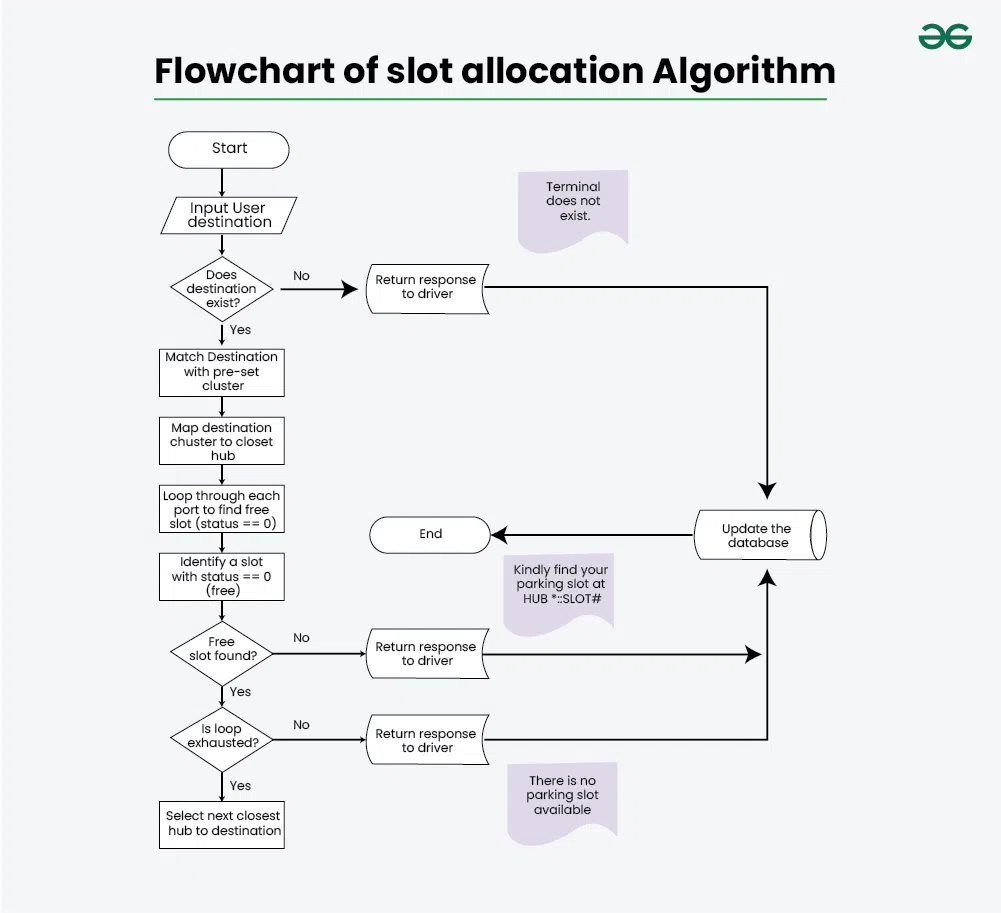 Flowchart of slot allocation Algorithm
Start
Input User
destination
Does
destination
exist?
No
Return response
to driver
Terminal
does not
exist.
Yes
Match Destination
with pre-set
cluster
Map destination
chuster to closet
hub
Loop through each
port to find free
slot (status == 0)
Identify a slot
with status == 0
(free)
End
Update the
database
Kindly find your
parking slot at
HUB *::SLOT#
Free
slot found?
No
Return response
to driver
Yes
Is loop
exhausted?
No
Return response
to driver
There is no
parking slot
available
Yes
Select next closest
hub to destination